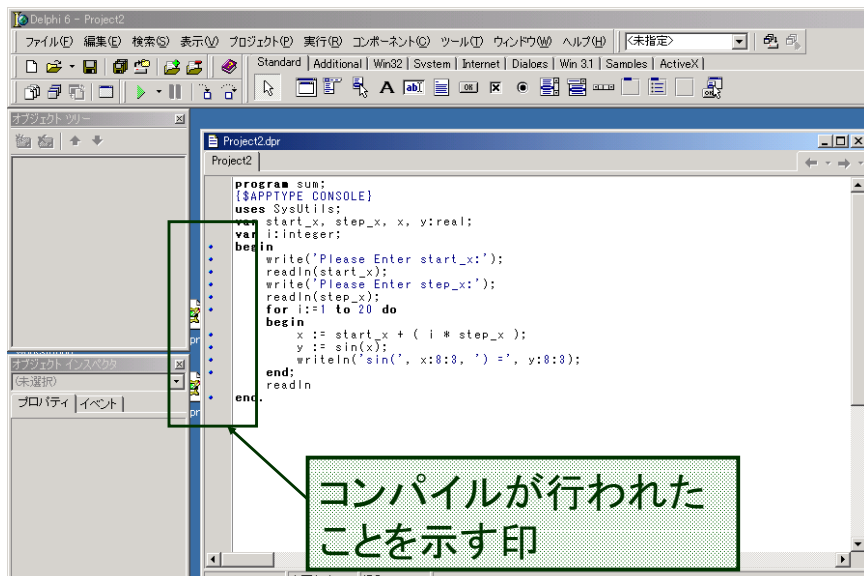 Delphi 6 - Project2
ファイル(F) 編集(E) 検索(S) 表示(V) プロジェクト(P) 実行(R) コンポーネント(C) ツール(T) ウィンドウ(W) ヘルプ(H) <未指定>
Standard Additional Win32 System Internet Dialogs Win 3.1 Samples ActiveX
オブジェクト ツリー
Project2.dpr
Project2
program sum;
{$APPTYPE CONSOLE}
uses SysUtils;
var start_x, step_x, x, y:real;
var i:integer;
begin
write('Please Enter start_x:');
readln(start_x);
write('Please Enter step_x:');
readln(step_x);
for i:=1 to 20 do
begin
x := start_x + ( i * step_x );
y := sin(x);
writeln('sin(', x:8:3, ') =', y:8:3);
end;
readln
end.
オブジェクト インスペクタ
(未選択)
プロパティ イベント
コンパイルが行われた
ことを示す印